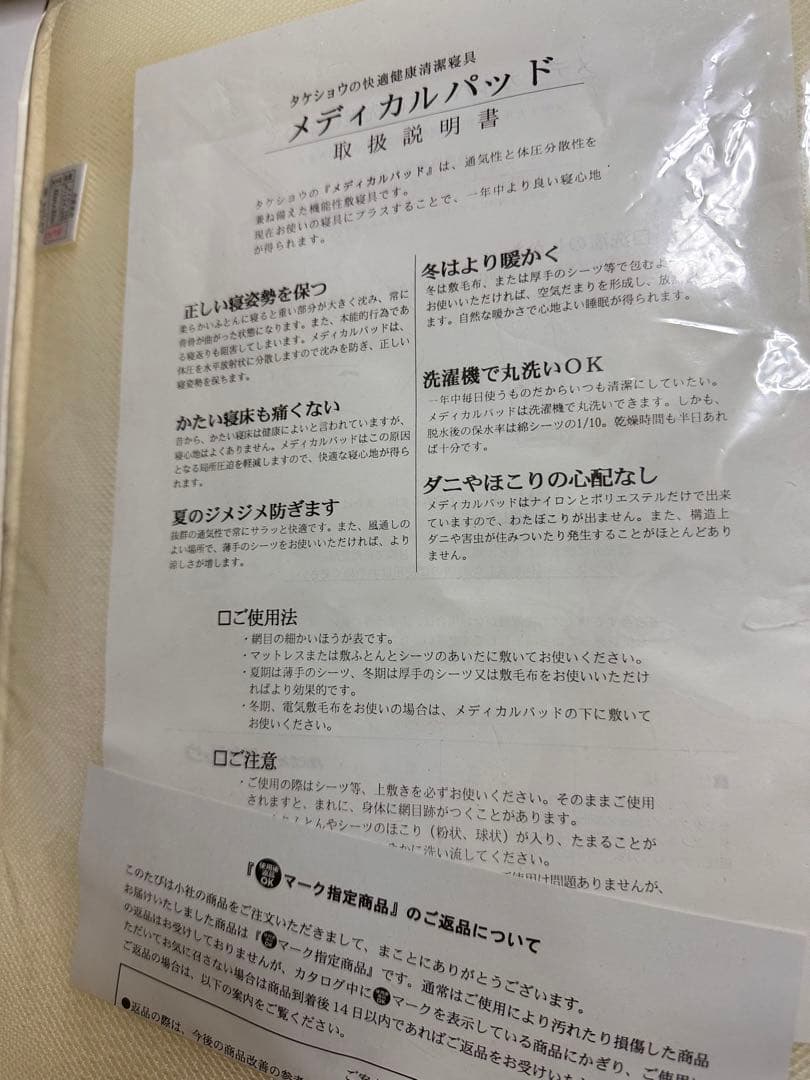 タケショウの快適健康清潔寝具
メディカルパッド
取扱説明書
タケショウの『メディカルパッド』は、通気性と体圧分散性を
兼ね備えた機能性敷寝具です。
現在お使いの寝具にプラスすることで、一年中より良い寝心地
が得られます。
正しい寝姿勢を保つ
柔らかいふとんに寝ると重い部分が大きく沈み、常に
背骨が曲がった状態になります。また、本能的行為であ
る寝返りも阻害してしまいます。メディカルパッドは、
体圧を水平放射状に分散しますので沈みを防ぎ、正しい
寝姿勢を保ちます。
かたい寝床も痛くない
昔から、かたい寝床は健康によいと言われていますが、
寝心地はよくありません。メディカルパッドはこの原因
となる局所圧迫を軽減しますので、快適な寝心地が得ら
れます。
夏のジメジメ防ぎます
抜群の通気性で常にサラッと快適です。また、風通しの
よい場所で、薄手のシーツをお使いいただければ、より
涼しさが増します。
冬はより暖かく
冬は敷毛布、または厚手のシーツ等で包むよ
お使いいただければ、空気だまりを形成し、放
ます。自然な暖かさで心地よい睡眠が得られます。
洗濯機で丸洗いOK
一年中毎日使うものだからいつも清潔にしていたい。
メディカルパッドは洗濯機で丸洗いできます。しかも、
脱水後の保水率は綿シーツの1/10。乾燥時間も半日あれ
ば十分です。
ダニやほこりの心配なし
メディカルパッドはナイロンとポリエステルだけで出来
ていますので、わたぼこりが出ません。また、構造上
ダニや害虫が住みついたり発生することがほとんどあり
ません。
□ご使用法
・網目の細かいほうが表です。
・マットレスまたは敷ふとんとシーツのあいだに敷いてお使いください。
・夏期は薄手のシーツ、冬期は厚手のシーツ又は敷毛布をお使いいただけ
ればより効果的です。
・冬期、電気敷毛布をお使いの場合は、メディカルパッドの下に敷いて
お使いください。
□ご注意
・ご使用の際はシーツ等、上敷きを必ずお使いください。そのままご使用
されますと、まれに、身体に網目跡がつくことがあります。
とんやシーツのほこり（粉状、球状）が入り、たまることが
かに洗い流してください。
ご使用は問題ありませんが、
『使用後返品OKマーク指定商品』のご返品について
このたびは小社の商品をご注文いただきまして、まことにありがとうございます。
お届けいたしました商品は『マーク指定商品』です。通常はご使用により汚れたり損傷した商品
の返品はお受けしておりませんが、カタログ中にマークを表示している商品にかぎり、ご使用
ただいてお気に召さない場合は商品到着後14日以内であればご返品をお受けいた
ご返品の場合は、以下の案内をご覧ください。
●返品の際は、今後の商品改善の参考
ご案